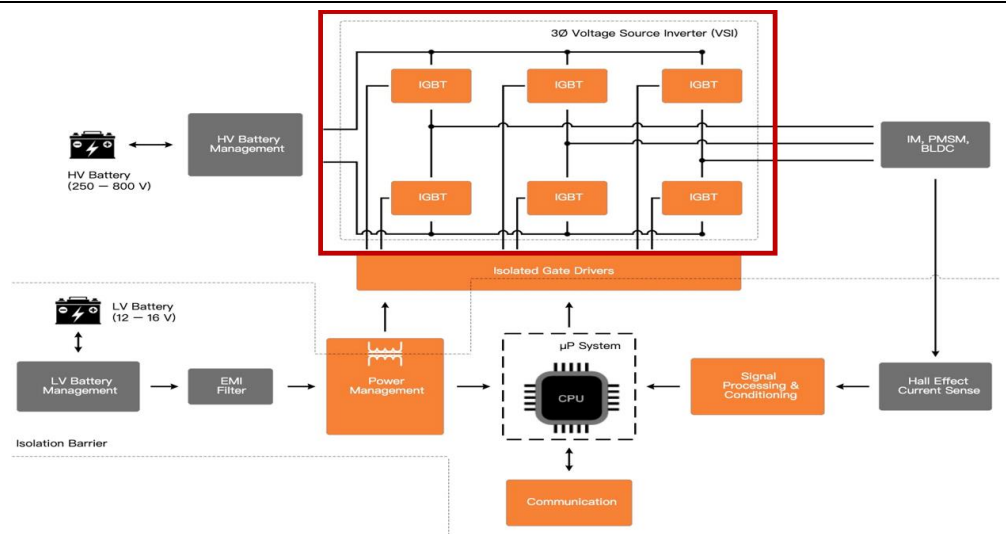 3Ø Voltage Source Inverter (VSI)
IGBT
IGBT
IGBT
HV Battery
Management
IM, PMSM,
BLDC
HV Battery
(250 – 800 V)
IGBT
IGBT
IGBT
Isolated Gate Drivers
LV Battery
(12 – 16 V)
µP System
LV Battery
Management
EMI
Filter
Power
Management
CPU
Signal
Processing &
Conditioning
Hall Effect
Current Sense
Isolation Barrier
Communication